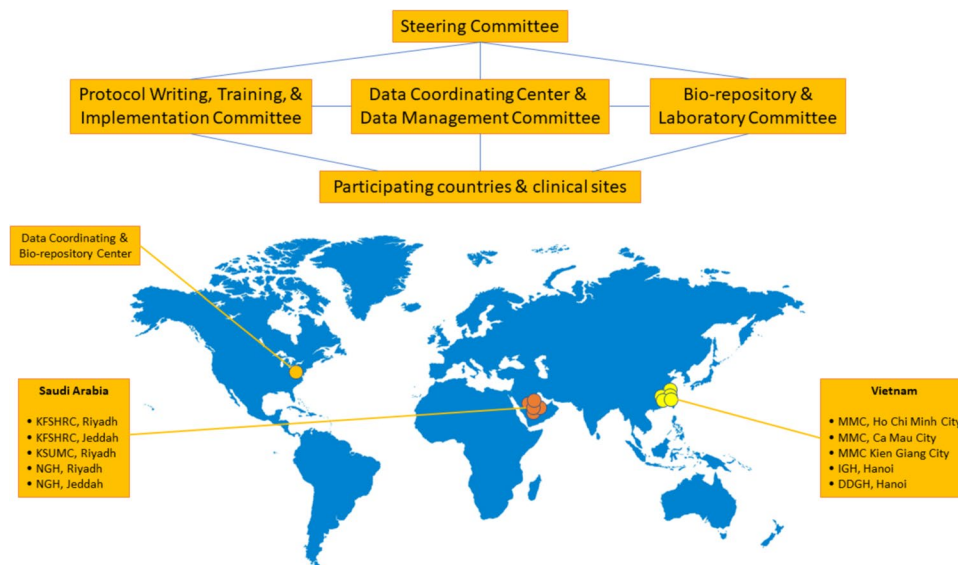 Steering Committee
Protocol Writing, Training, &
Implementation Committee
Data Coordinating Center &
Data Management Committee
Bio-repository &
Laboratory Committee
Participating countries & clinical sites
Data Coordinating &
Bio-repository Center
Saudi Arabia
• KFSHRC, Riyadh
• KFSHRC, Jeddah
• KSUMC, Riyadh
• NGH, Riyadh
• NGH, Jeddah
Vietnam
• MMC, Ho Chi Minh City
• MMC, Ca Mau City
• MMC Kien Giang City
• IGH, Hanoi
• DDGH, Hanoi